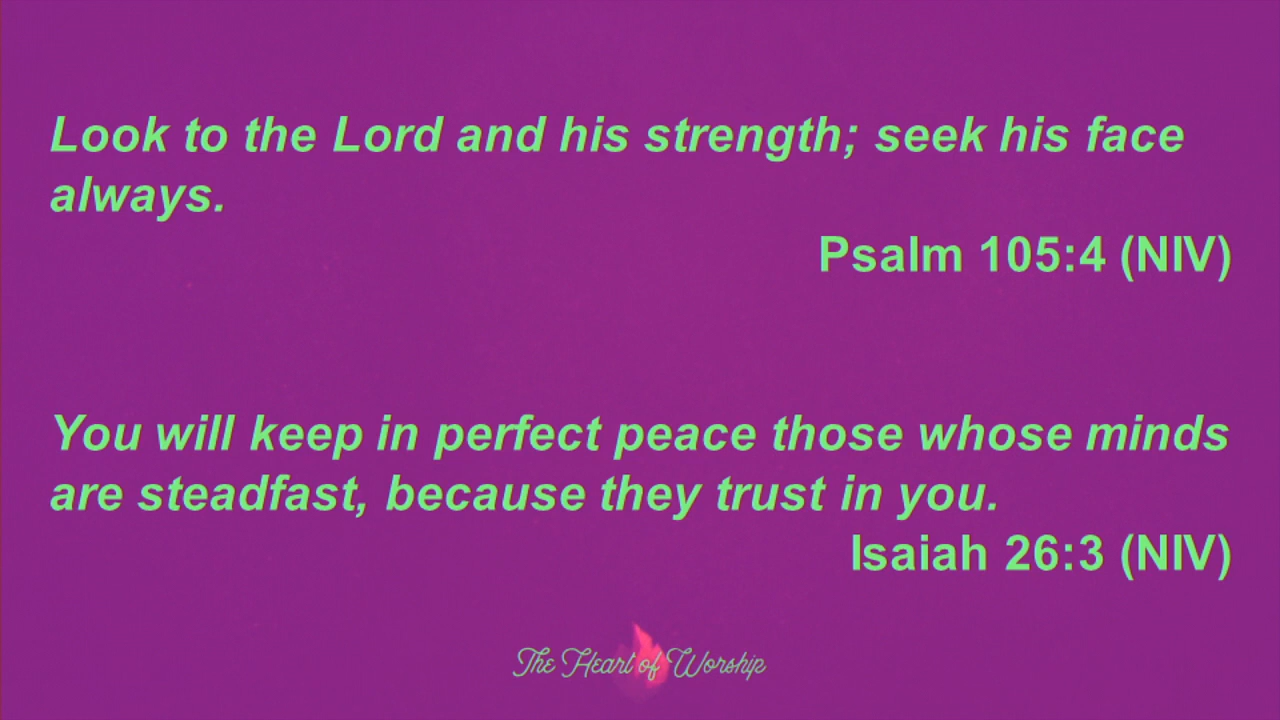 Look to the Lord and his strength; seek his face
always.
Psalm 105:4 (NIV)
You will keep in perfect peace those whose minds
are steadfast, because they trust in you.
Isaiah 26:3 (NIV)
The Heart of Worship